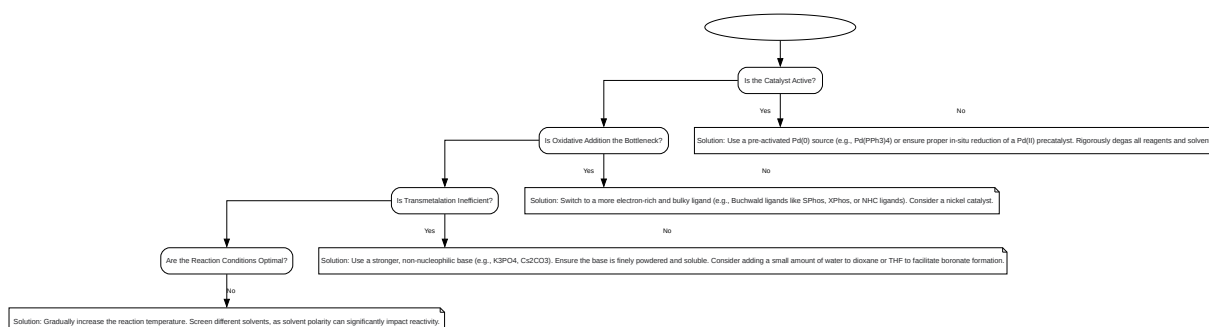 Is the Catalyst Active?
Yes
No
Is Oxidative Addition the Bottleneck?
Solution: Use a pre-activated Pd(0) source (e.g., Pd(PPh3)4) or ensure proper in-situ reduction of a Pd(II) precatalyst. Rigorously degas all reagents and solven
Yes
No
Is Transmetalation Inefficient?
Solution: Switch to a more electron-rich and bulky ligand (e.g., Buchwald ligands like SPhos, XPhos, or NHC ligands). Consider a nickel catalyst.
Yes
No
Are the Reaction Conditions Optimal?
Solution: Use a stronger, non-nucleophilic base (e.g., K3PO4, Cs2CO3). Ensure the base is finely powdered and soluble. Consider adding a small amount of water to dioxane or THF to facilitate boronate formation.
No
Solution: Gradually increase the reaction temperature. Screen different solvents, as solvent polarity can significantly impact reactivity.